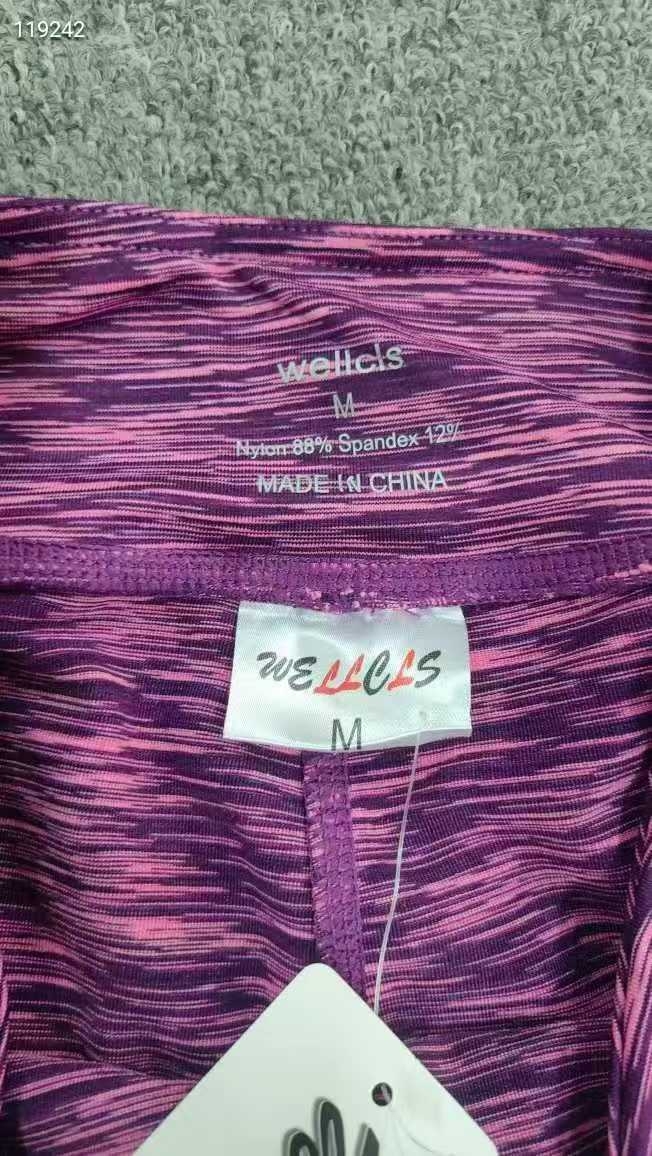 119242
wellcls
M
Nylon 88% Spandex 12%
MADE IN CHINA
WELLCLS
M